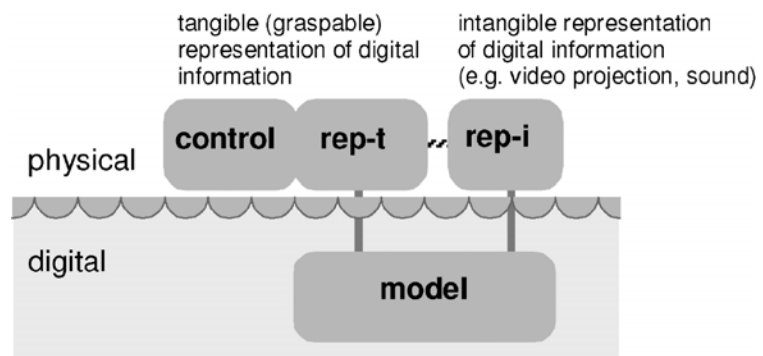 tangible (graspable)
representation of digital
information
intangible representation
of digital information
(e.g. video projection, sound)
control
rep-t
rep-i
physical
digital
model